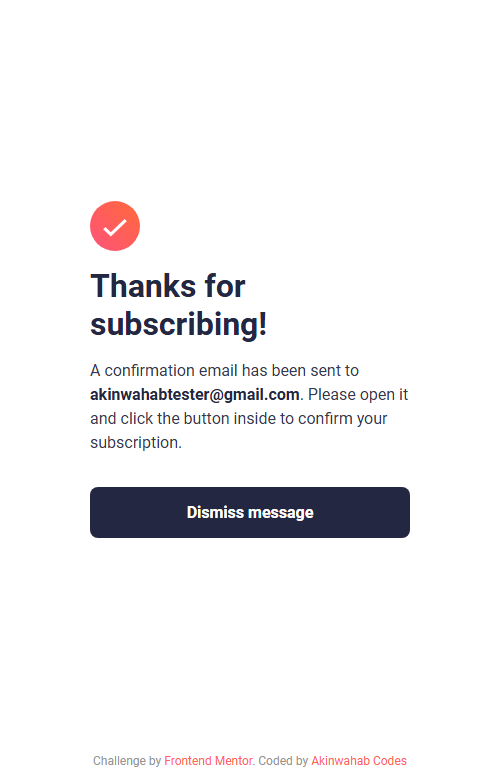 Thanks for
subscribing!
A confirmation email has been sent to
akinwahabtester@gmail.com. Please open it
and click the button inside to confirm your
subscription.
Dismiss message
Challenge by Frontend Mentor. Coded by Akinwahab Codes